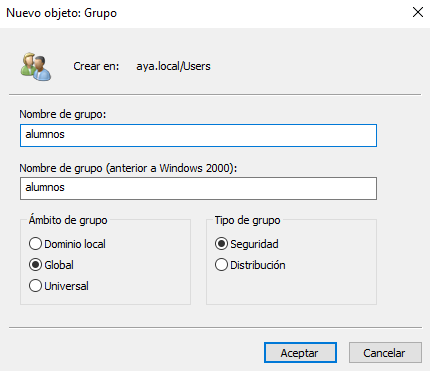 Nuevo objeto: Grupo
Crear en: aya.local/Users
Nombre de grupo:
alumnos
Nombre de grupo (anterior a Windows 2000):
alumnos
Ámbito de grupo
Dominio local
Global
Universal
Tipo de grupo
Seguridad
Distribución
Aceptar
Cancelar